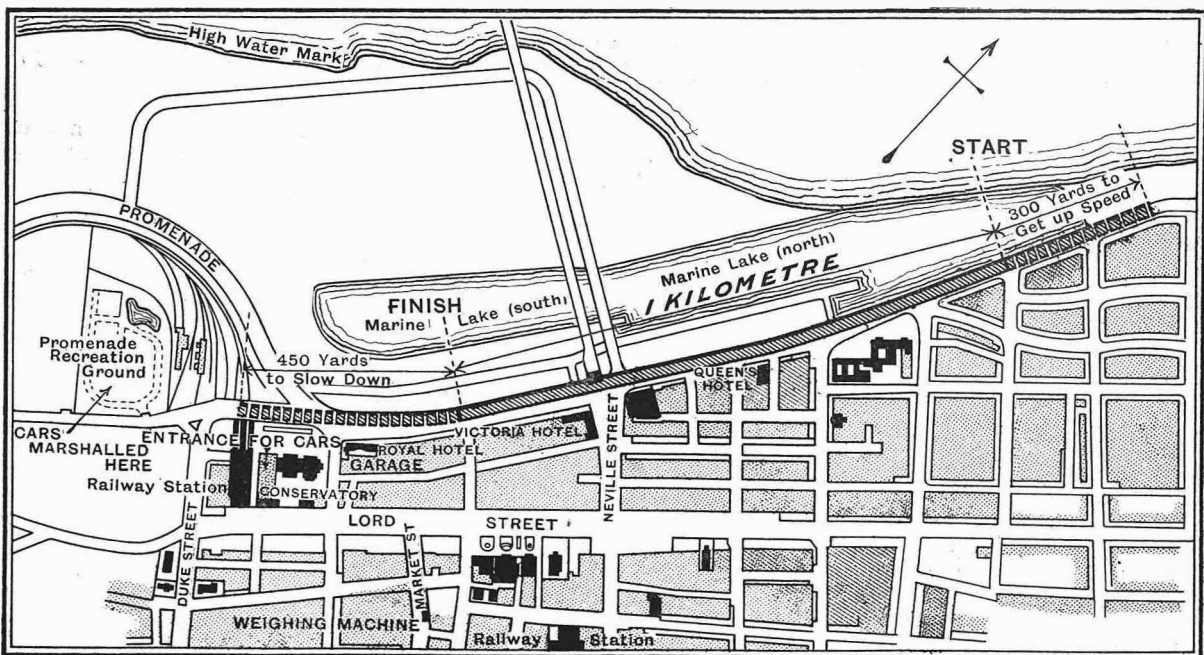 High Water Mark
START
300 Yards to
Get up Speed
PROMENADE
Marine Lake (north)
1 KILOMETRE
FINISH
Marine Lake (south)
Promenade
Recreation
Ground
450 Yards
to Slow Down
QUEEN'S
HOTEL
CARS
MARSHALLED
HERE
ENTRANCE FOR CARS
VICTORIA HOTEL
ROYAL HOTEL
GARAGE
NEVILLE STREET
Railway Station
CONSERVATORY
LORD STREET
DUKE STREET
MARKET ST
WEIGHING MACHINE
Railway Station